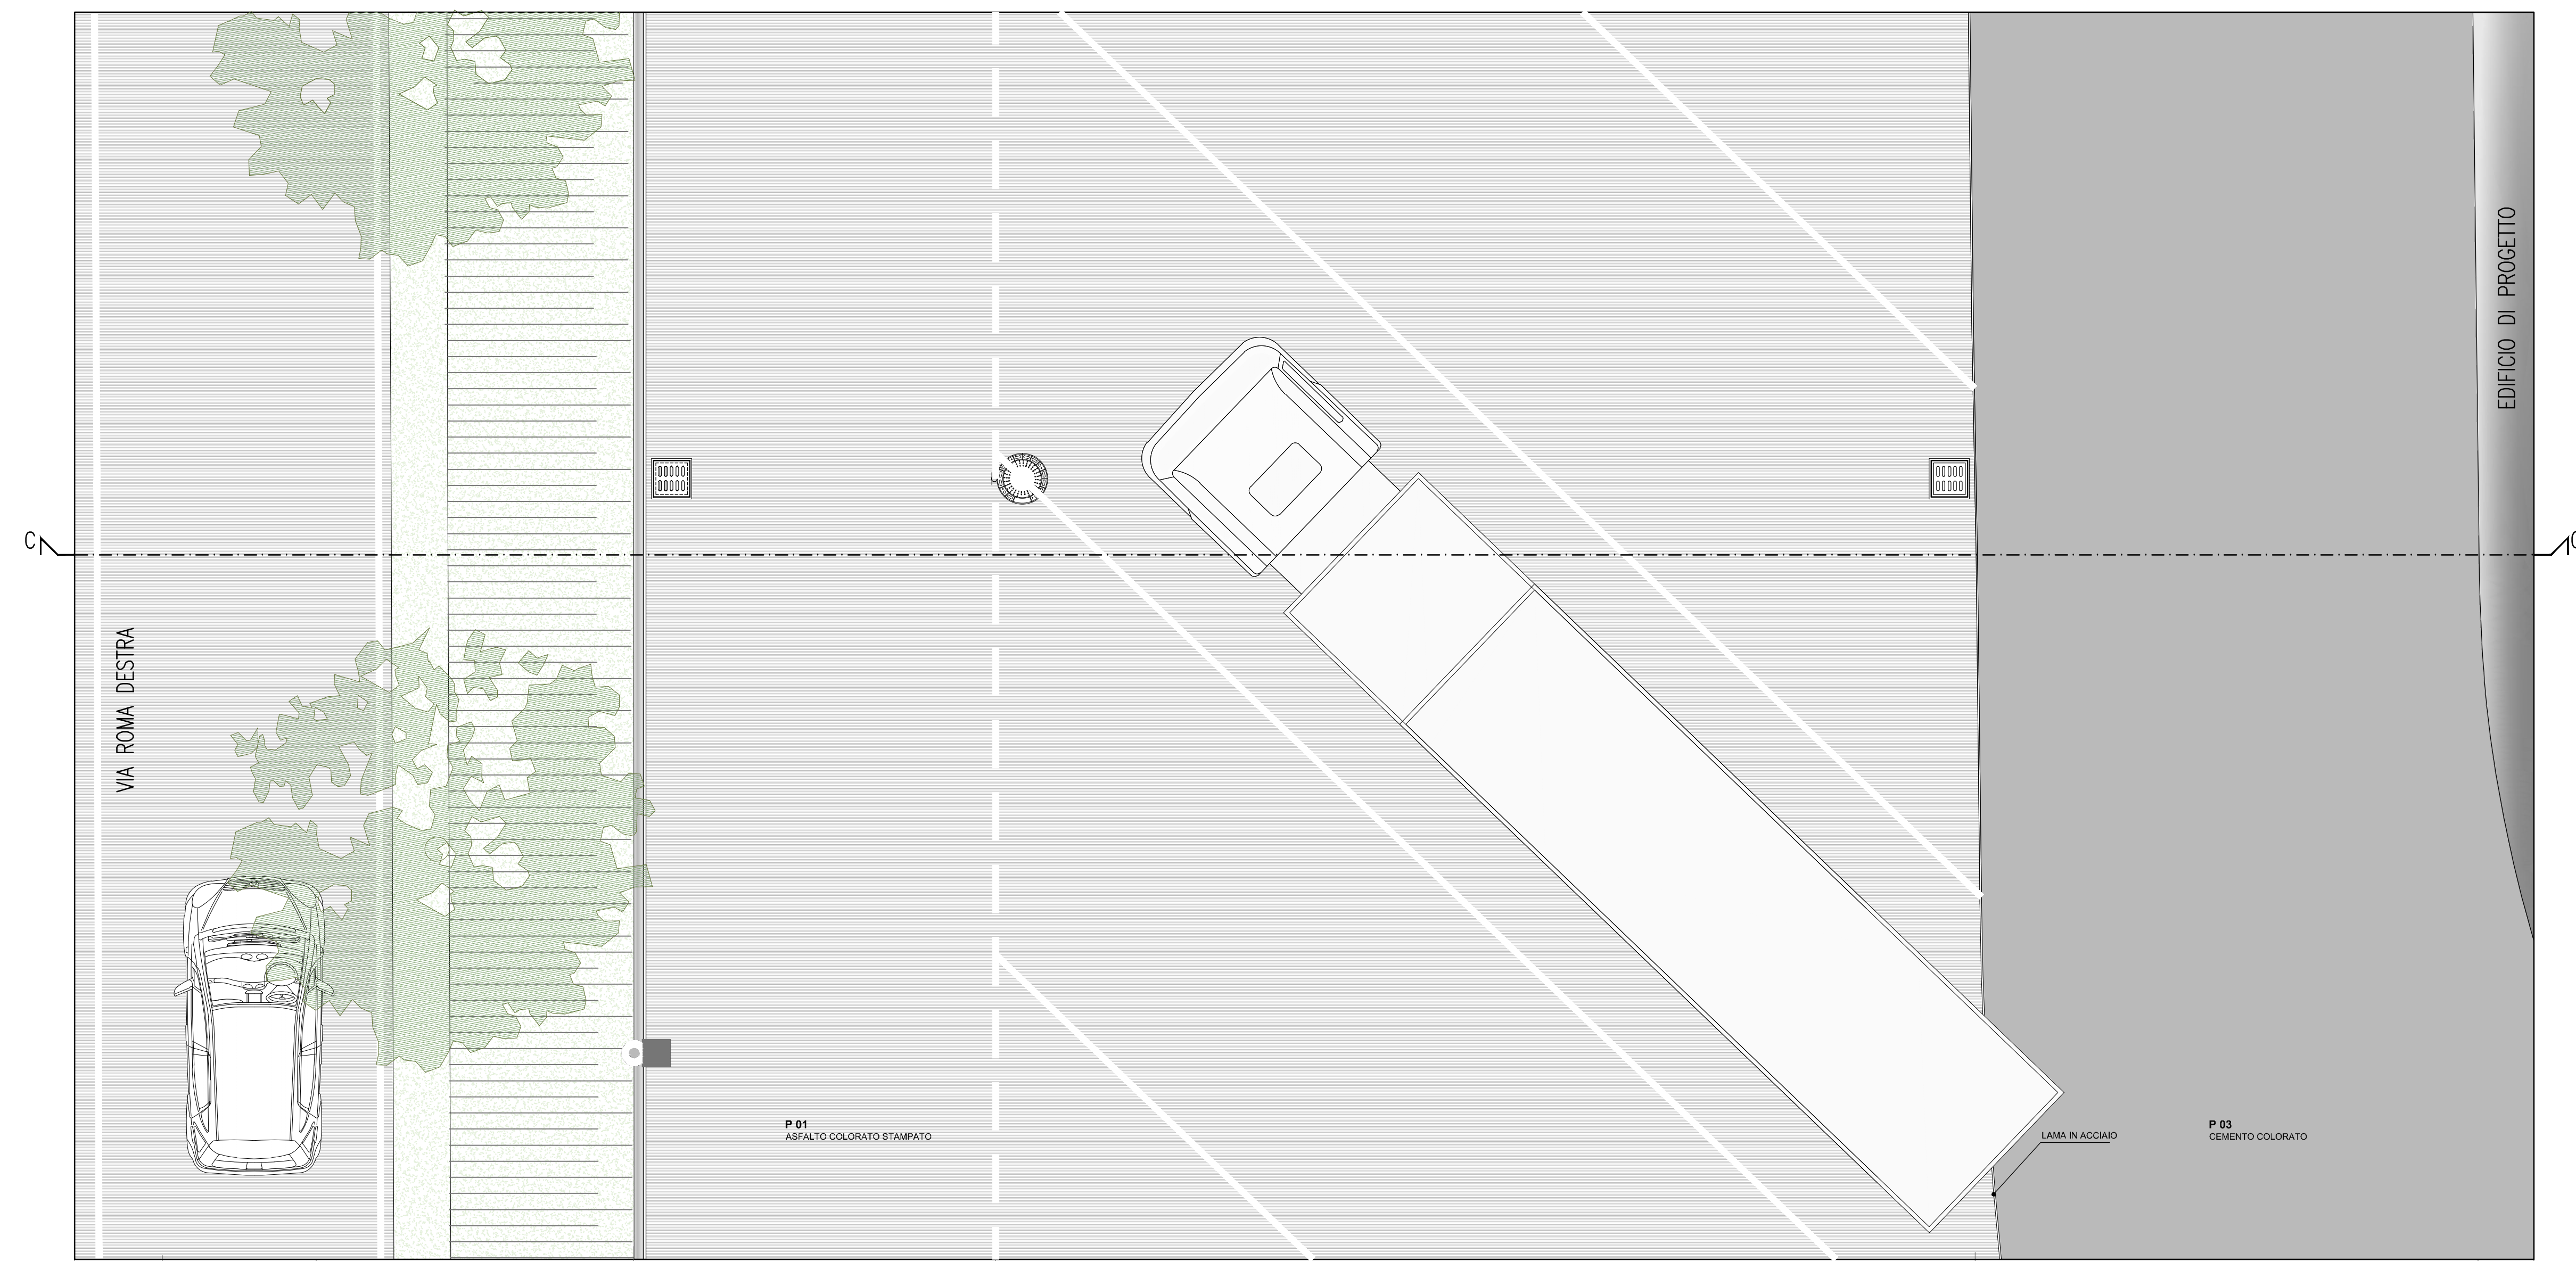 EDIFICIO DI PROGETTO
C
C
VIA ROMA DESTRA
P 01
ASFALTO COLORATO STAMPATO
LAMA IN ACCIAIO
P 03
CEMENTO COLORATO